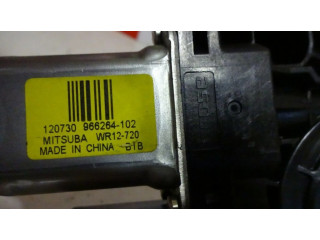 120730 966264-102
MITSUBA WR12-720
MADE IN CHINA B1B